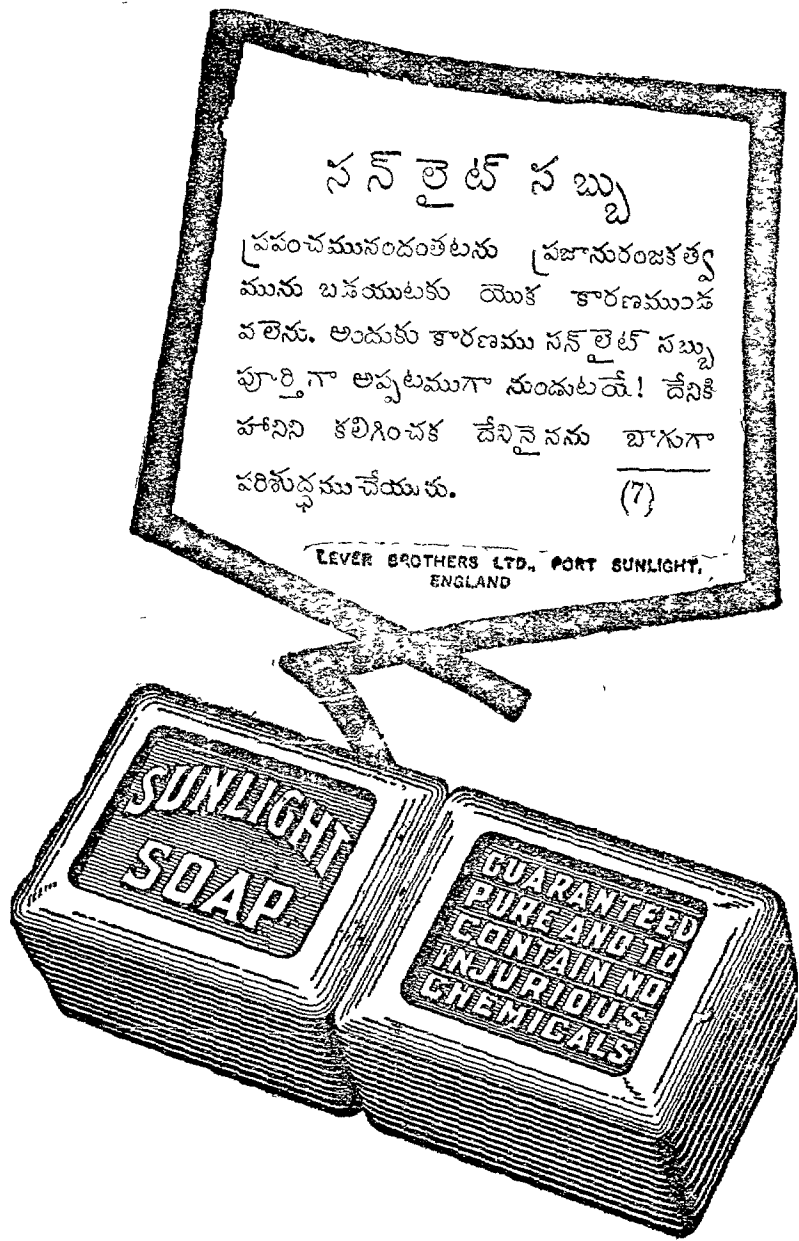 సన్ లైట్ సబ్బు
ప్రపంచమునందంతటను ప్రజానురంజకత్వ
మును బడయుటకు యొక కారణముండ
వలెను. అందుకు కారణము సన్ లైట్ సబ్బు
పూర్తిగా అప్పటముగా నుండుటయే! దేనికి
హానిని కలిగించక దేనినైనను బాగుగా
పరిశుద్ధముచేయును.
(7)
LEVER BROTHERS LTD., PORT SUNLIGHT,
ENGLAND
SUNLIGHT
SOAP
GUARANTEED
PURE AND TO
CONTAIN NO
INJURIOUS
CHEMICALS